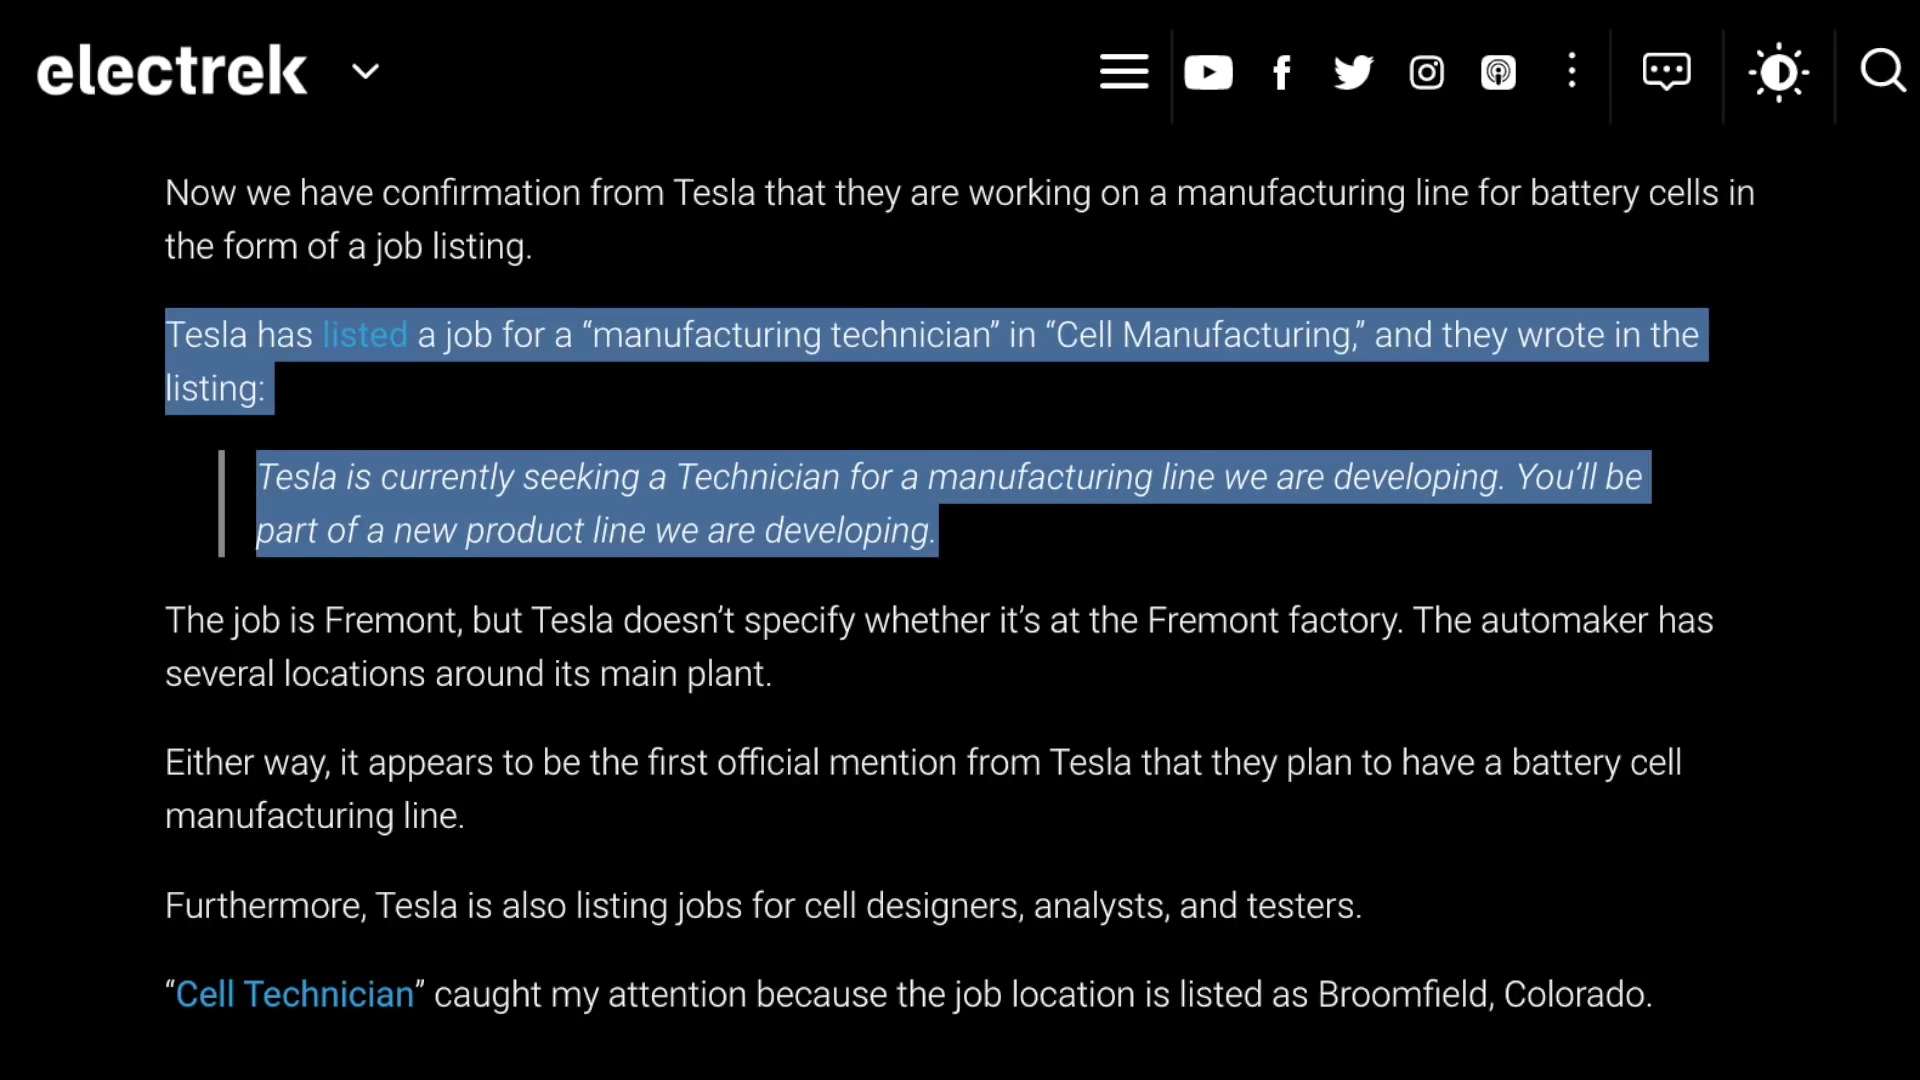 electrek
Now we have confirmation from Tesla that they are working on a manufacturing line for battery cells in
the form of a job listing.
Tesla has listed a job for a “manufacturing technician” in “Cell Manufacturing,” and they wrote in the
listing:
Tesla is currently seeking a Technician for a manufacturing line we are developing. You’ll be
part of a new product line we are developing.
The job is Fremont, but Tesla doesn’t specify whether it’s at the Fremont factory. The automaker has
several locations around its main plant.
Either way, it appears to be the first official mention from Tesla that they plan to have a battery cell
manufacturing line.
Furthermore, Tesla is also listing jobs for cell designers, analysts, and testers.
“Cell Technician” caught my attention because the job location is listed as Broomfield, Colorado.